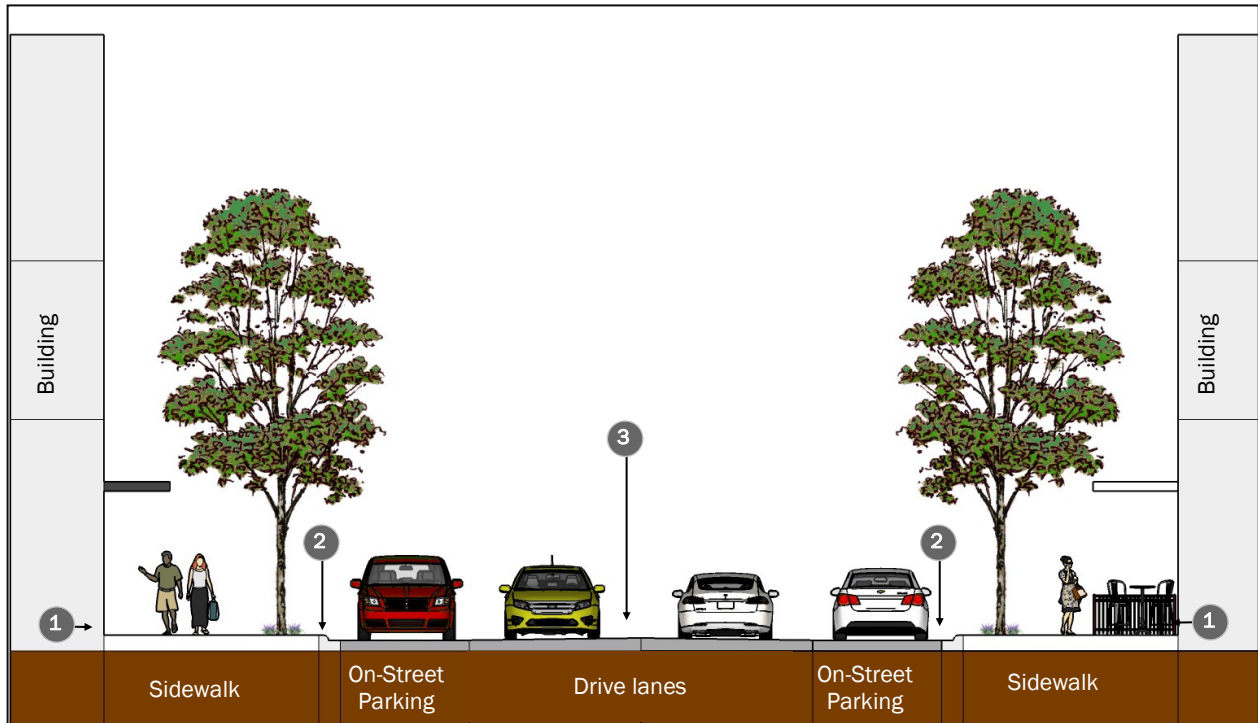 Building
Building
3
2
2
1
1
Sidewalk
On-Street
Parking
Drive lanes
On-Street
Parking
Sidewalk